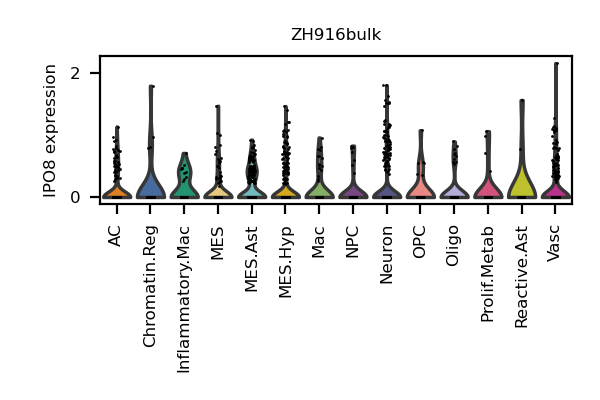 ZH916bulk
IPO8 expression
2
0
AC
Chromatin.Reg
Inflammatory.Mac
MES
MES.Ast
MES.Hyp
Mac
NPC
Neuron
OPC
Oligo
Prolif.Metab
Reactive.Ast
Vasc